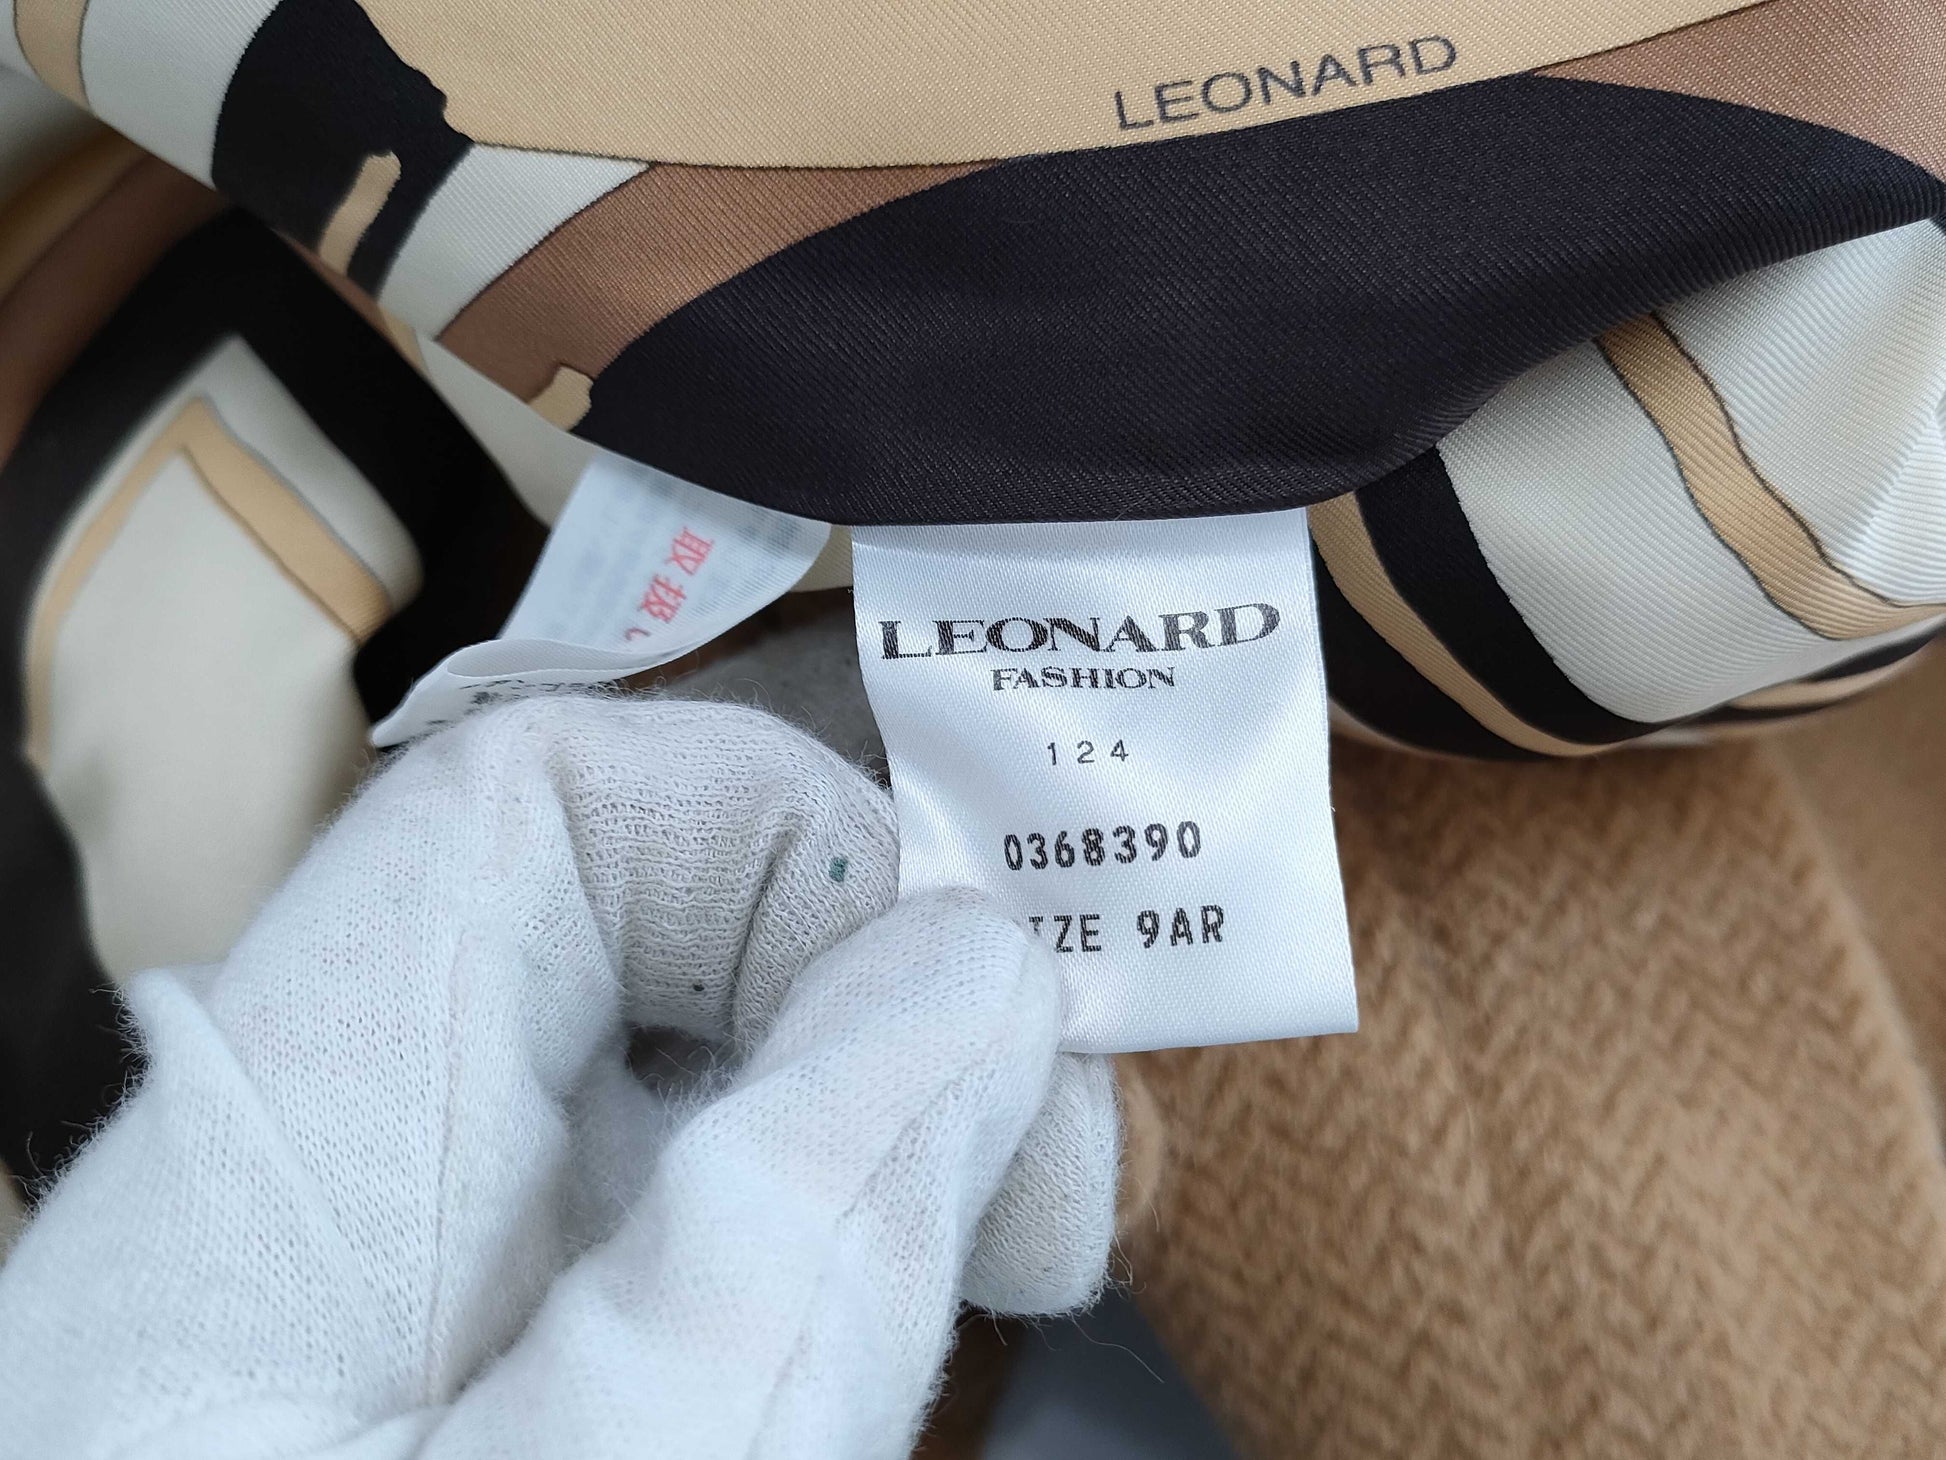 LEONARD
取扱
LEONARD
FASHION
124
0368390
IZE 9AR